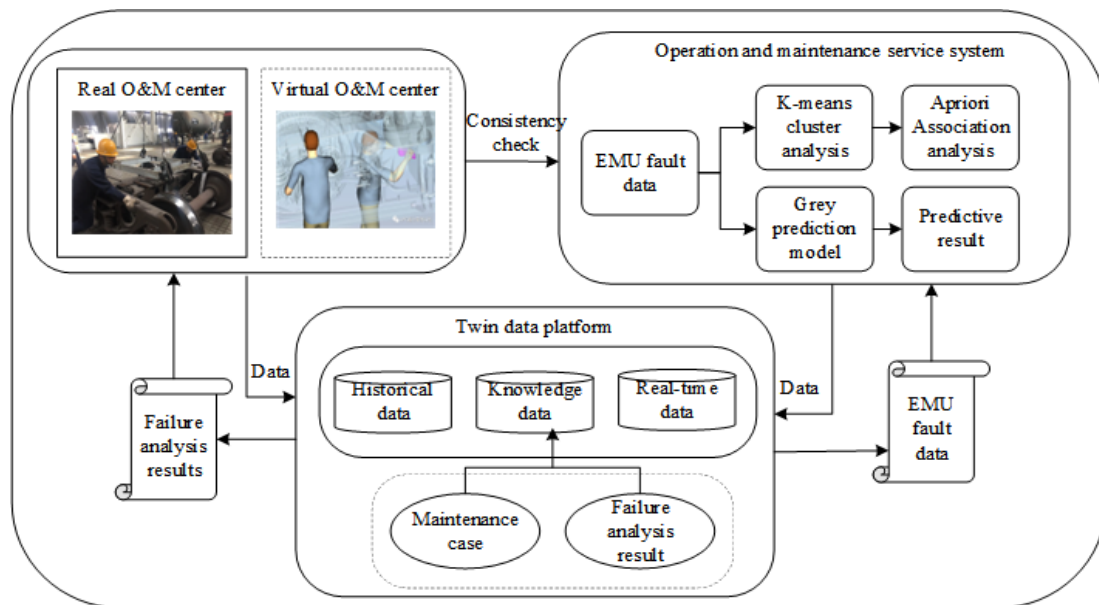 Operation and maintenance service system
Real O&M center
Virtual O&M center
Consistency
check
EMU fault
data
K-means
cluster
analysis
Apriori
Association
analysis
Grey
prediction
model
Predictive
result
Twin data platform
Historical
data
Knowledge
data
Real-time
data
Data
Data
Failure
analysis
results
EMU
fault
data
Maintenance
case
Failure
analysis
result